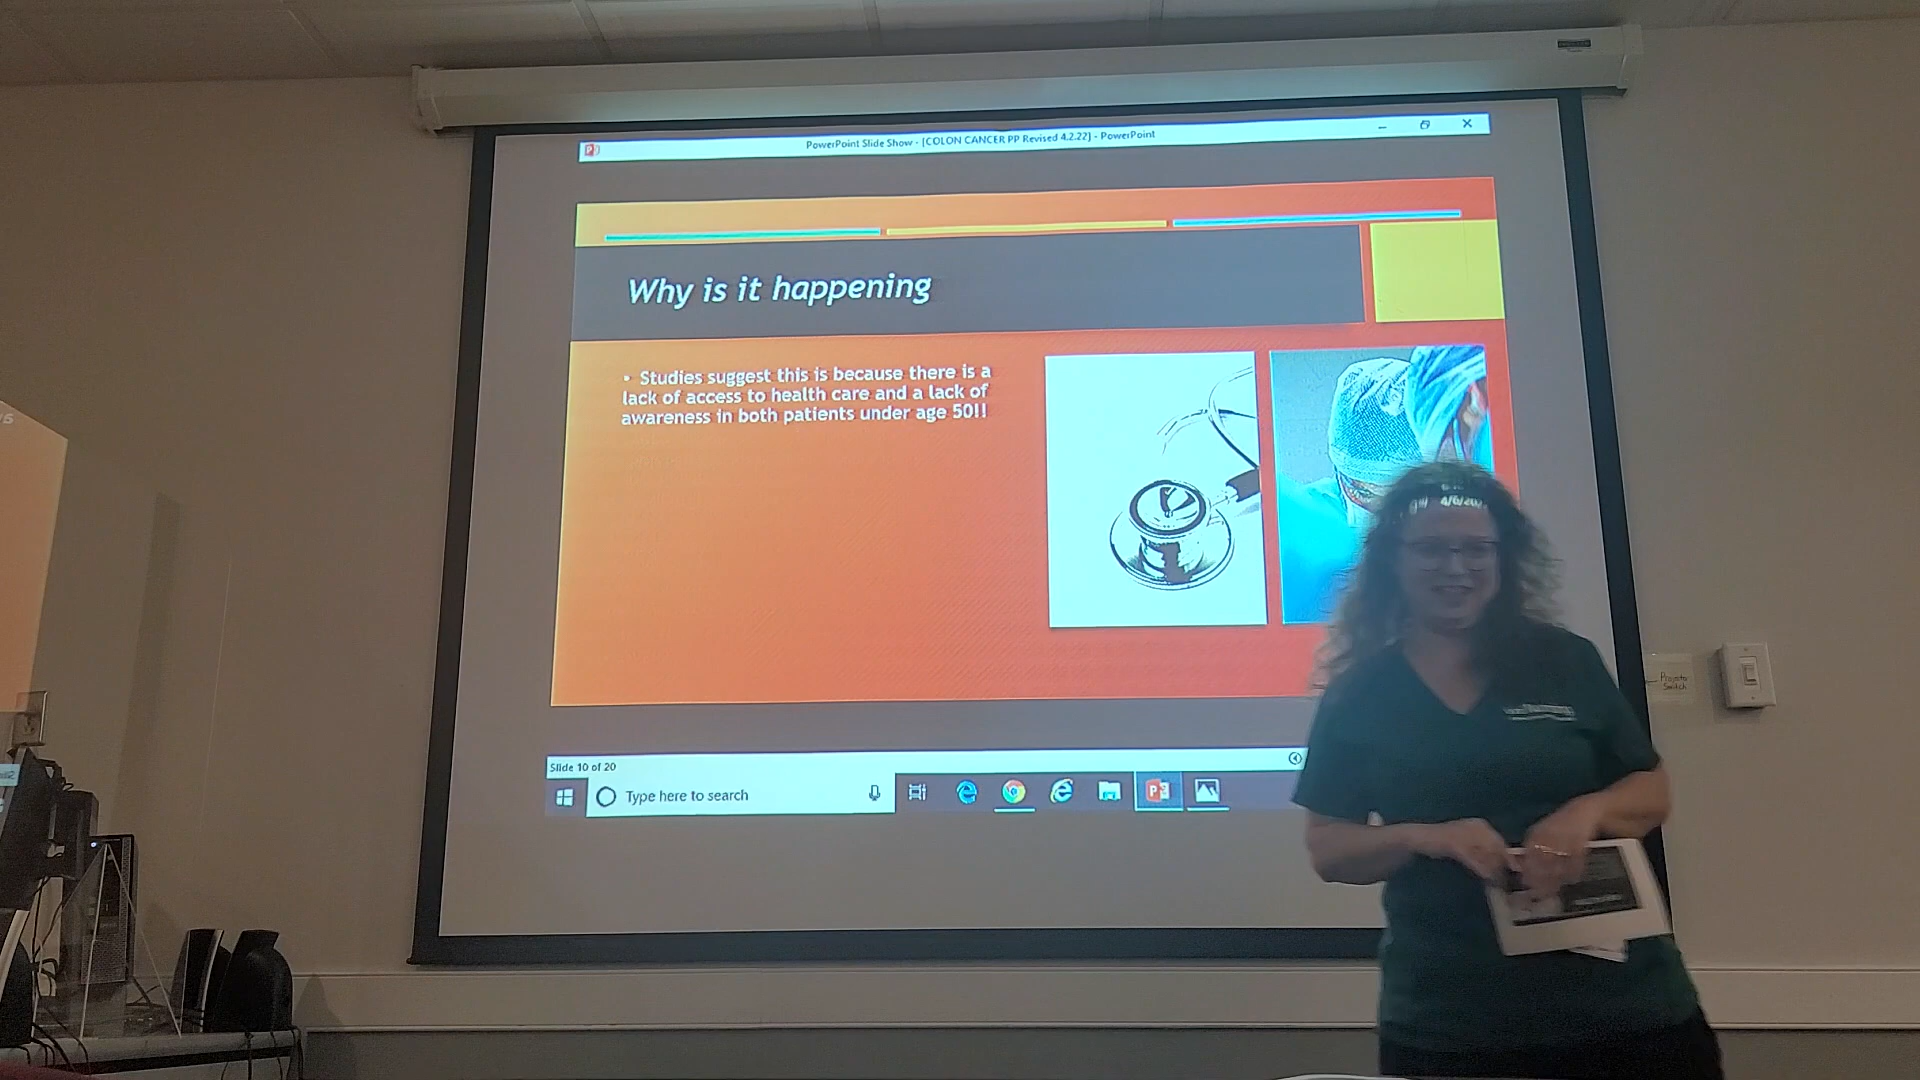 PowerPoint Slide Show - [COLON CANCER PP Revised 4.2.22] - PowerPoint
Why is it happening
• Studies suggest this is because there is a
lack of access to health care and a lack of
awareness in both patients under age 50!!
Slide 10 of 20
Type here to search
Switch